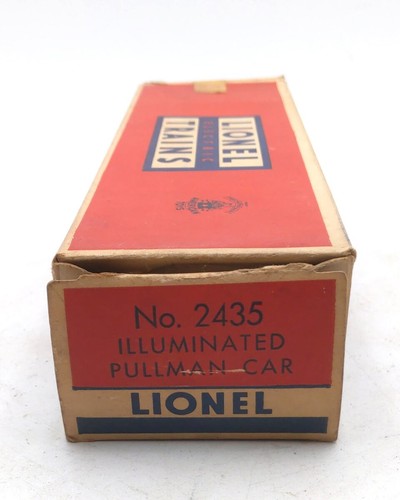 LIONEL
ELECTRIC
TRAINS
No. 2435
ILLUMINATED
PULLMAN CAR
LIONEL